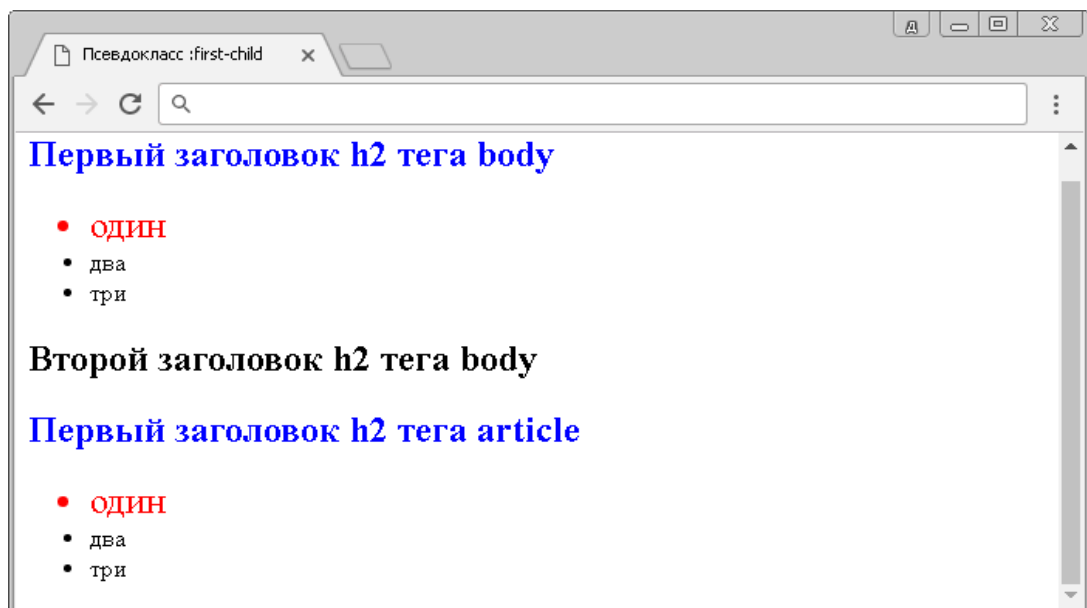 Д
Псевдокласс :first-child
Первый заголовок h2 тега body
один
два
три
Второй заголовок h2 тега body
Первый заголовок h2 тега article
один
два
три